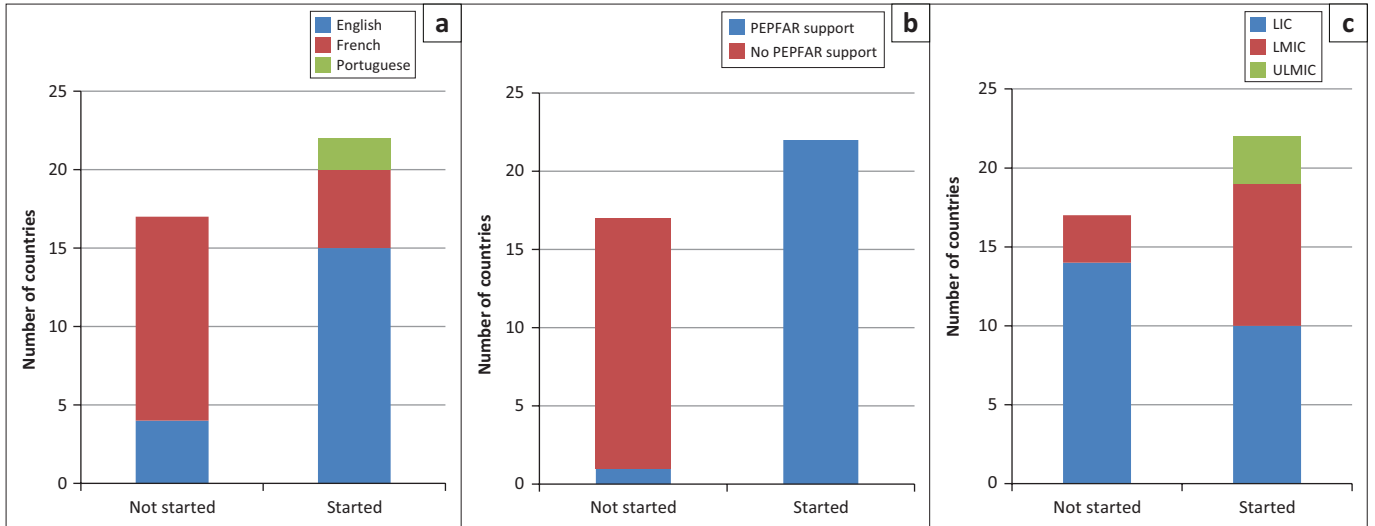 a
English
French
Portuguese
25
20
15
10
5
0
Number of countries
Not started Started
b
PEPFAR support
No PEPFAR support
25
20
15
10
5
0
Number of countries
Not started Started
c
LIC
LMIC
ULMIC
25
20
15
10
5
0
Number of countries
Not started Started